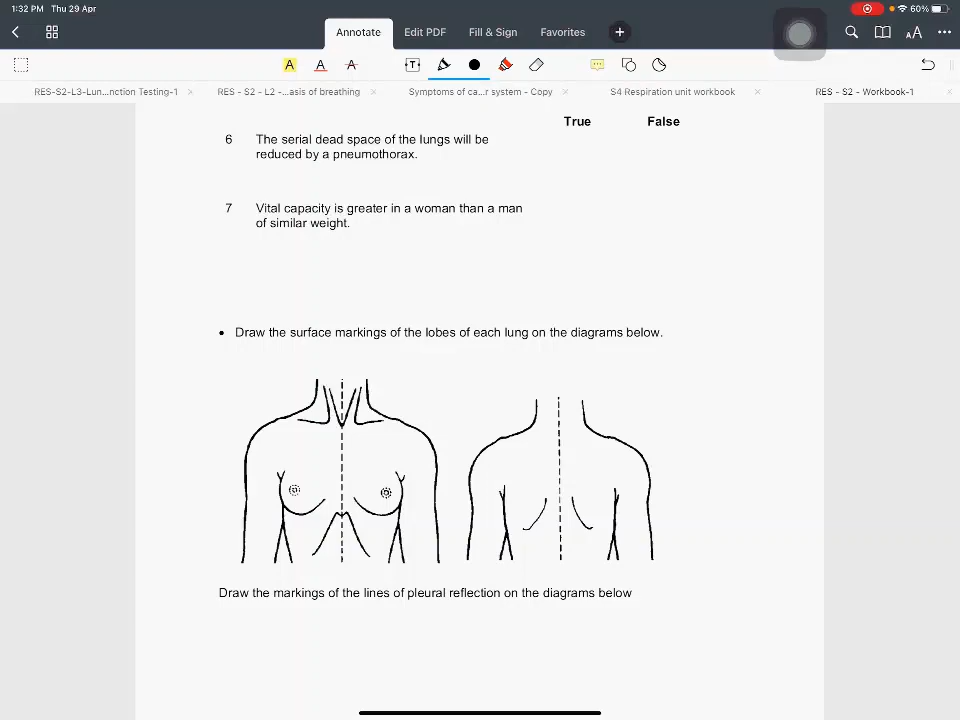 1:32 PM Thu 29 Apr
60%
Annotate Edit PDF Fill & Sign Favorites
AA
A A A T
RES-S2-L3-Lun...nction Testing-1 × RES - S2 - L2 -...asis of breathing × Symptoms of ca...r system - Copy × S4 Respiration unit workbook × RES - S2 - Workbook-1 ×
True False
6 The serial dead space of the lungs will be
reduced by a pneumothorax.
7 Vital capacity is greater in a woman than a man
of similar weight.
• Draw the surface markings of the lobes of each lung on the diagrams below.
Draw the markings of the lines of pleural reflection on the diagrams below